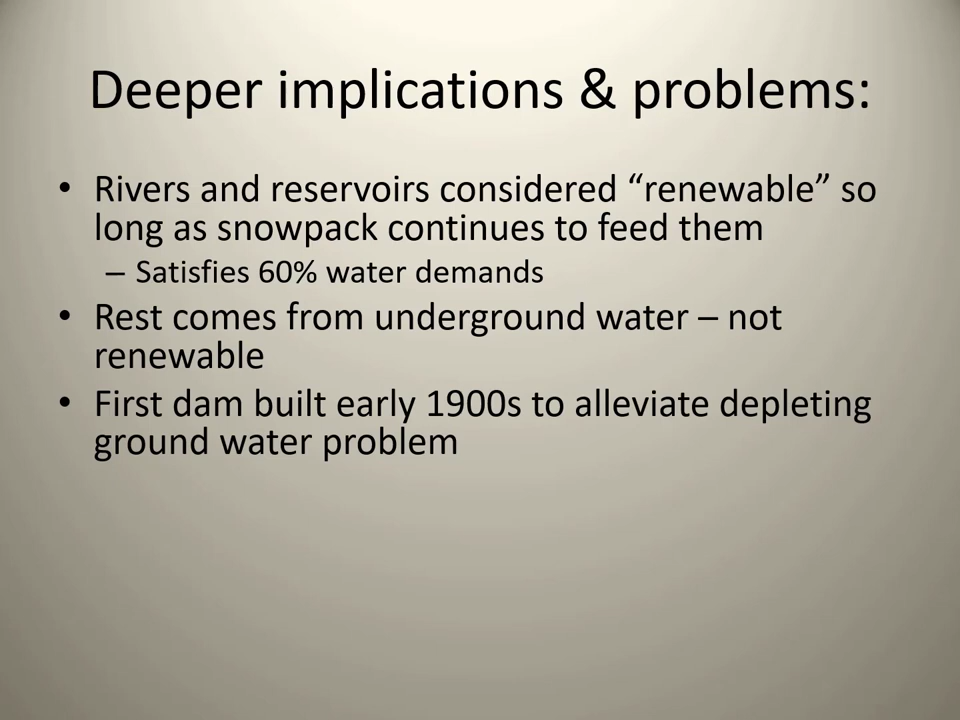 Deeper implications & problems:
• Rivers and reservoirs considered “renewable” so
long as snowpack continues to feed them
– Satisfies 60% water demands
• Rest comes from underground water – not
renewable
• First dam built early 1900s to alleviate depleting
ground water problem